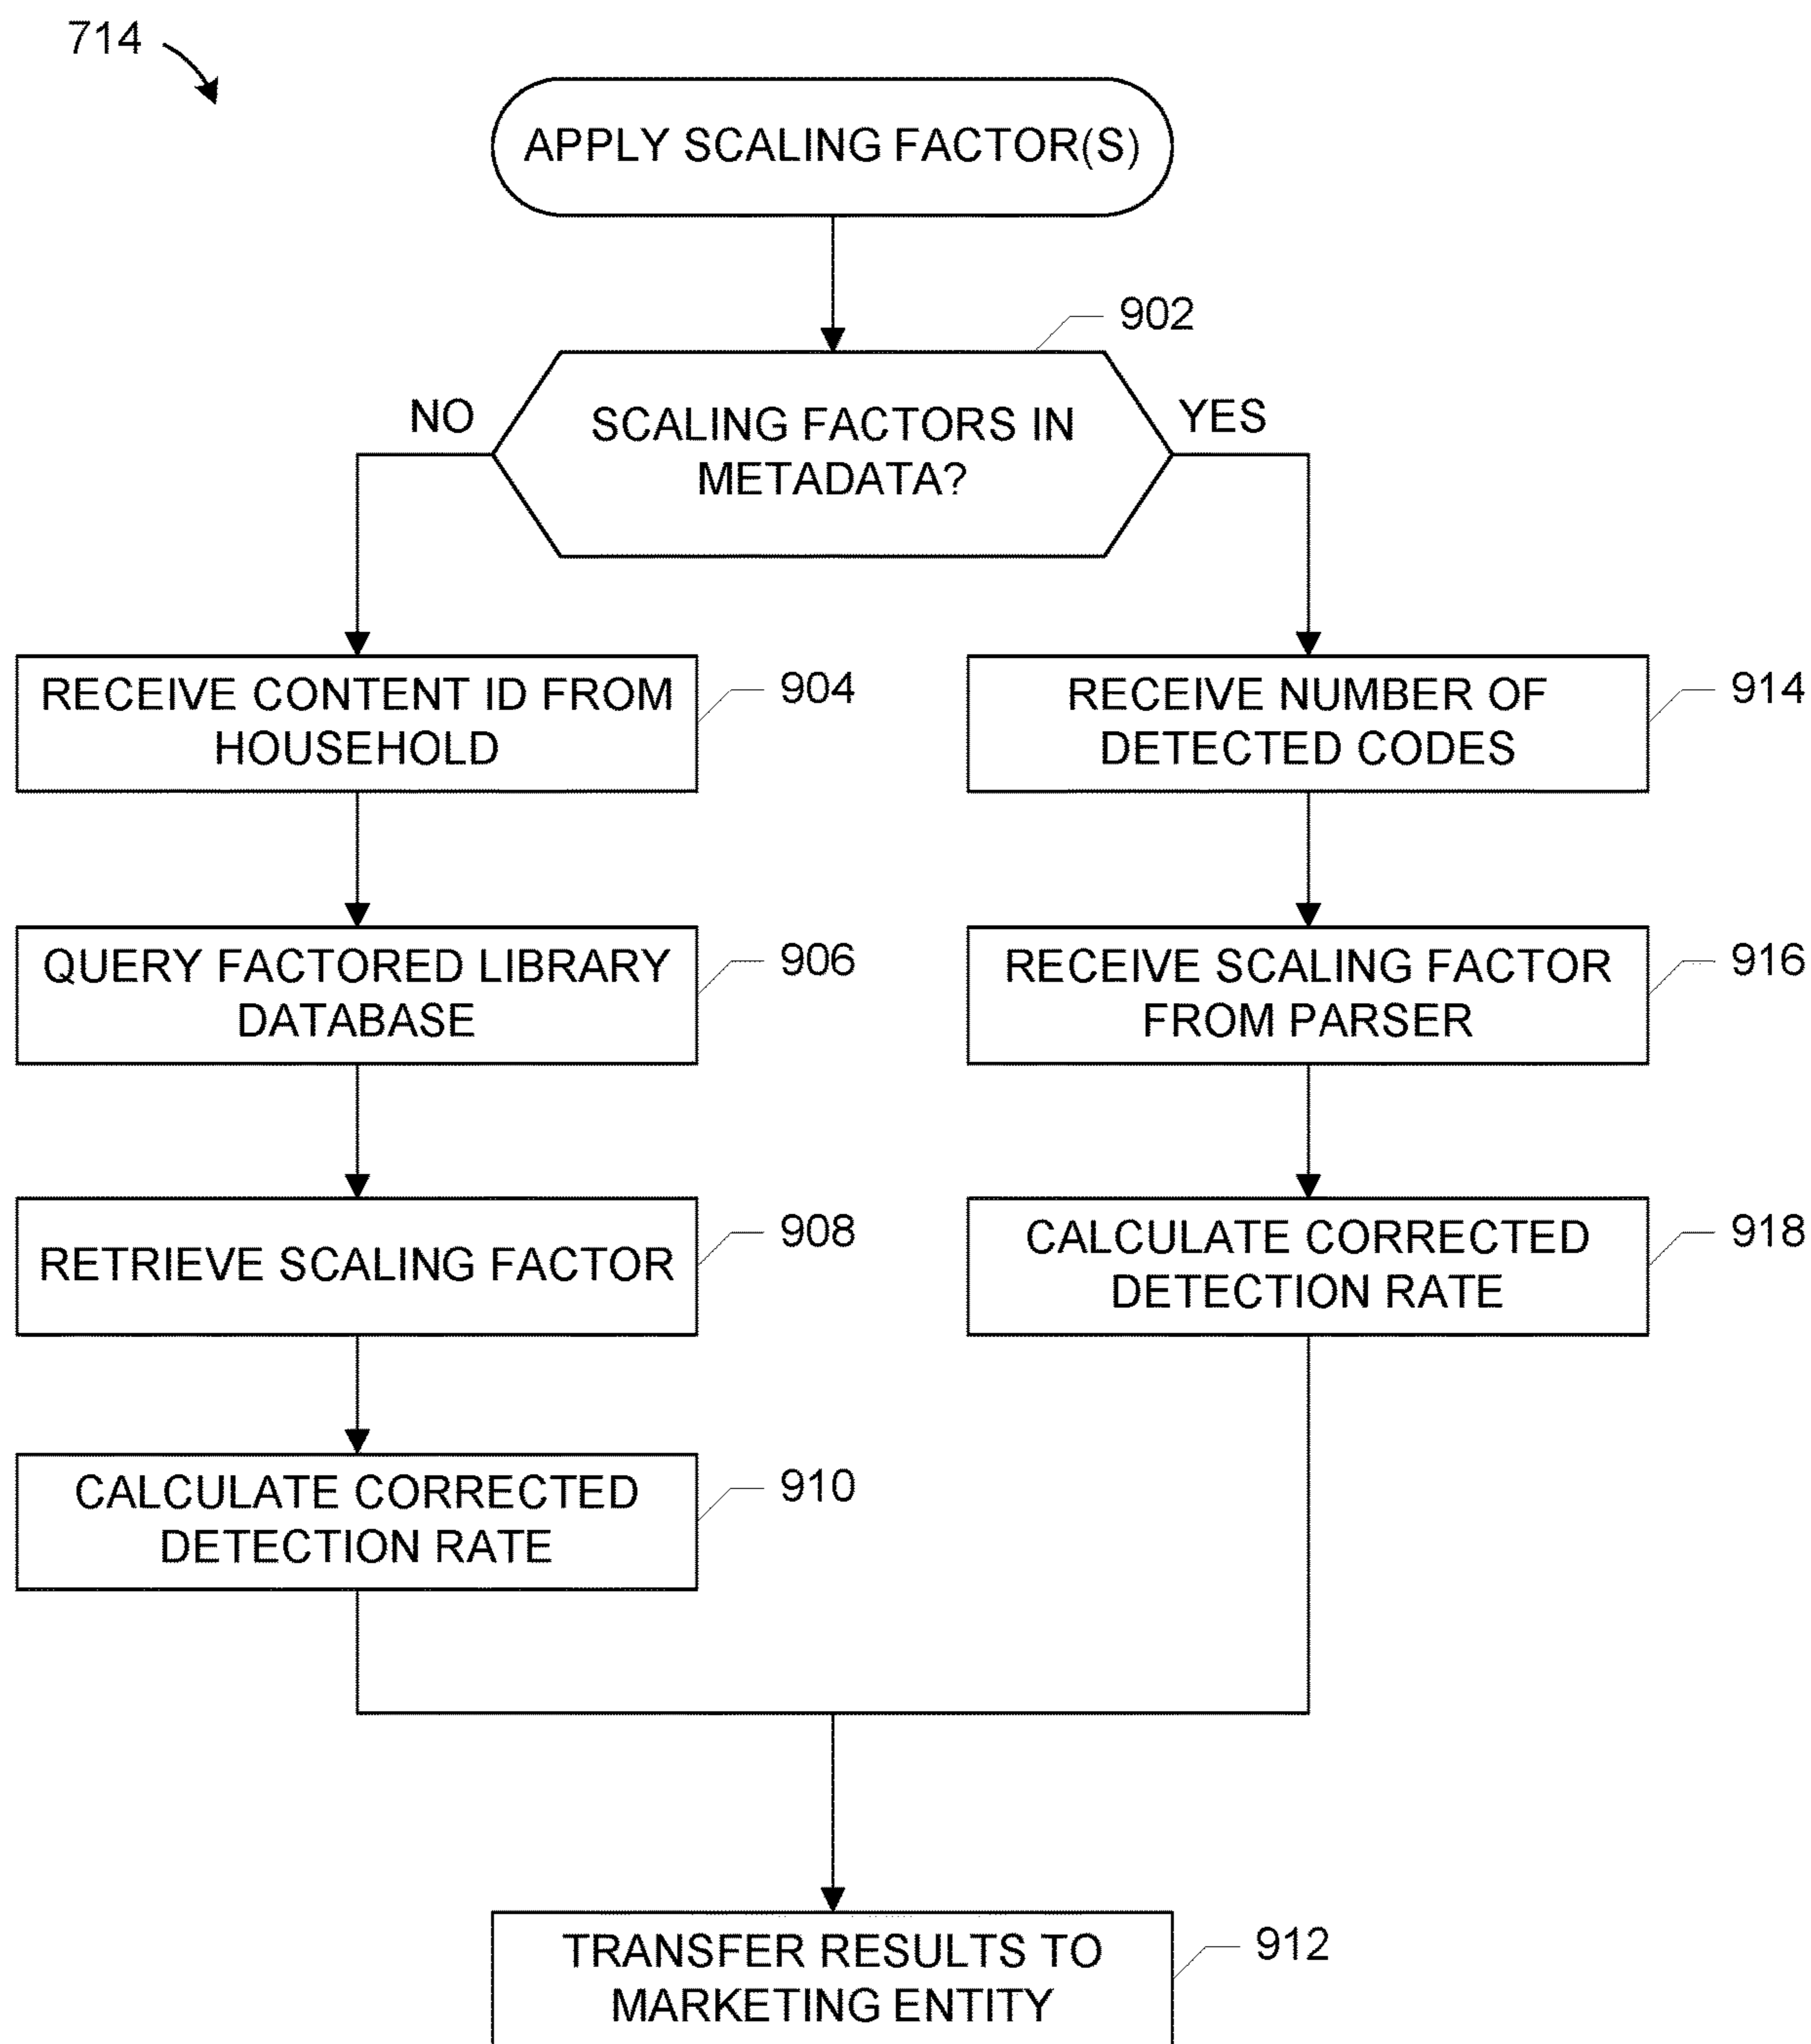 714
APPLY SCALING FACTOR(S)
902
NO
SCALING FACTORS IN
METADATA?
YES
RECEIVE CONTENT ID FROM
HOUSEHOLD
904
RECEIVE NUMBER OF
DETECTED CODES
914
QUERY FACTORED LIBRARY
DATABASE
906
RECEIVE SCALING FACTOR
FROM PARSER
916
RETRIEVE SCALING FACTOR
908
CALCULATE CORRECTED
DETECTION RATE
918
CALCULATE CORRECTED
DETECTION RATE
910
TRANSFER RESULTS TO
MARKETING ENTITY
912